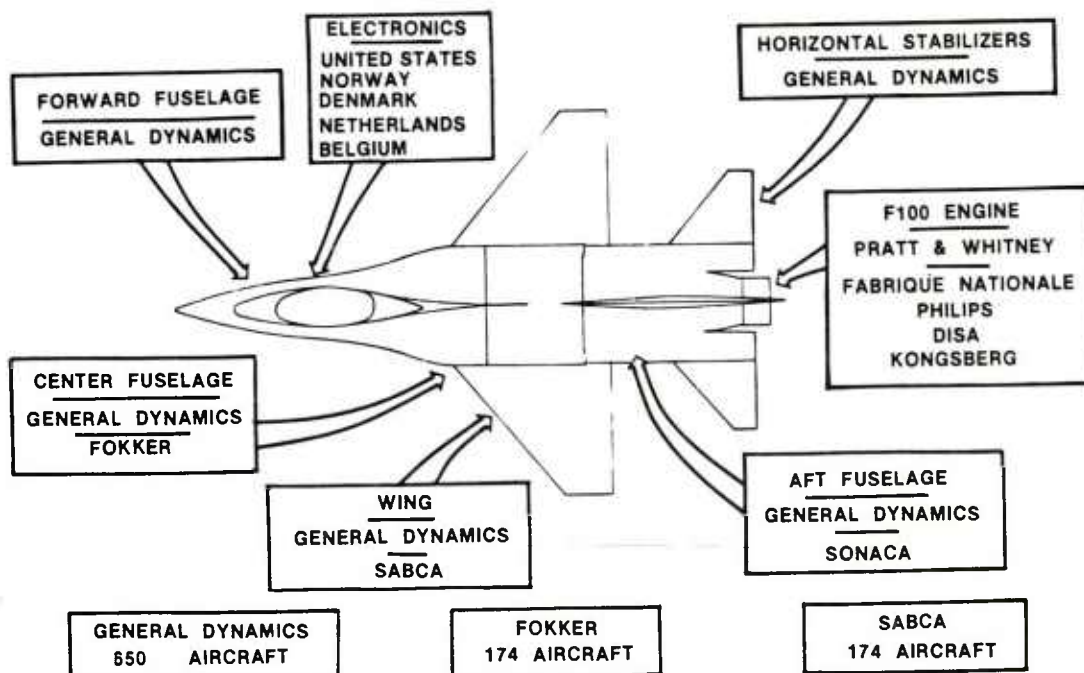 ELECTRONICS
UNITED STATES
NORWAY
DENMARK
NETHERLANDS
BELGIUM
HORIZONTAL STABILIZERS
GENERAL DYNAMICS
FORWARD FUSELAGE
GENERAL DYNAMICS
F100 ENGINE
PRATT & WHITNEY
FABRIQUE NATIONALE
PHILIPS
DISA
KONGSBERG
CENTER FUSELAGE
GENERAL DYNAMICS
FOKKER
WING
GENERAL DYNAMICS
SABCA
AFT FUSELAGE
GENERAL DYNAMICS
SONACA
GENERAL DYNAMICS
650 AIRCRAFT
FOKKER
174 AIRCRAFT
SABCA
174 AIRCRAFT